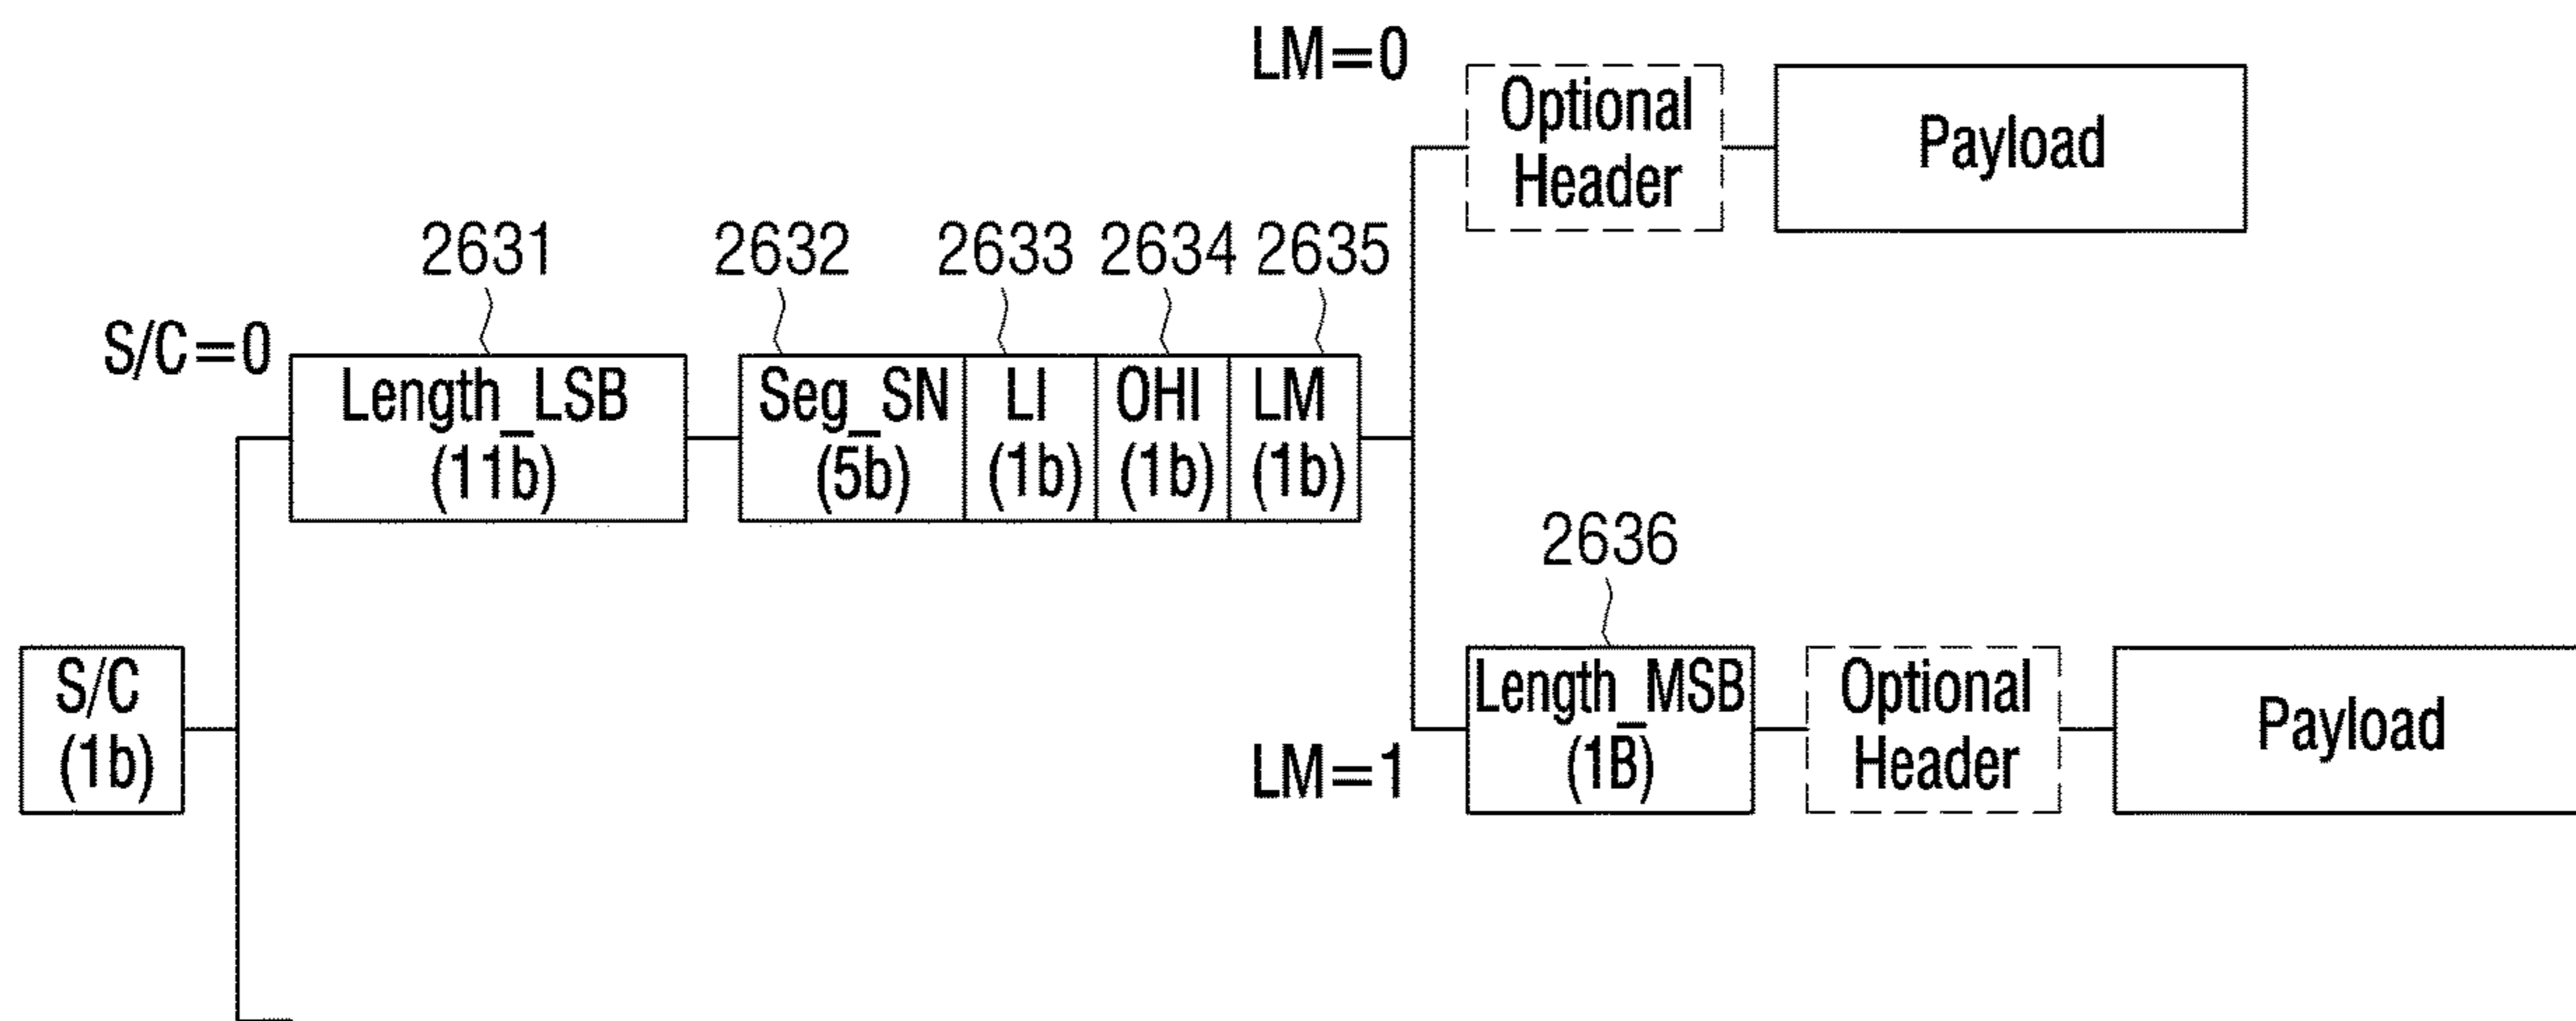 LM=0
Optional
Header
Payload
2631
2632
2633
2634
2635
S/C=0
Length_LSB
(11b)
Seg_SN
(5b)
LI
(1b)
OHI
(1b)
LM
(1b)
2636
S/C
(1b)
LM=1
Length_MSB
(1B)
Optional
Header
Payload